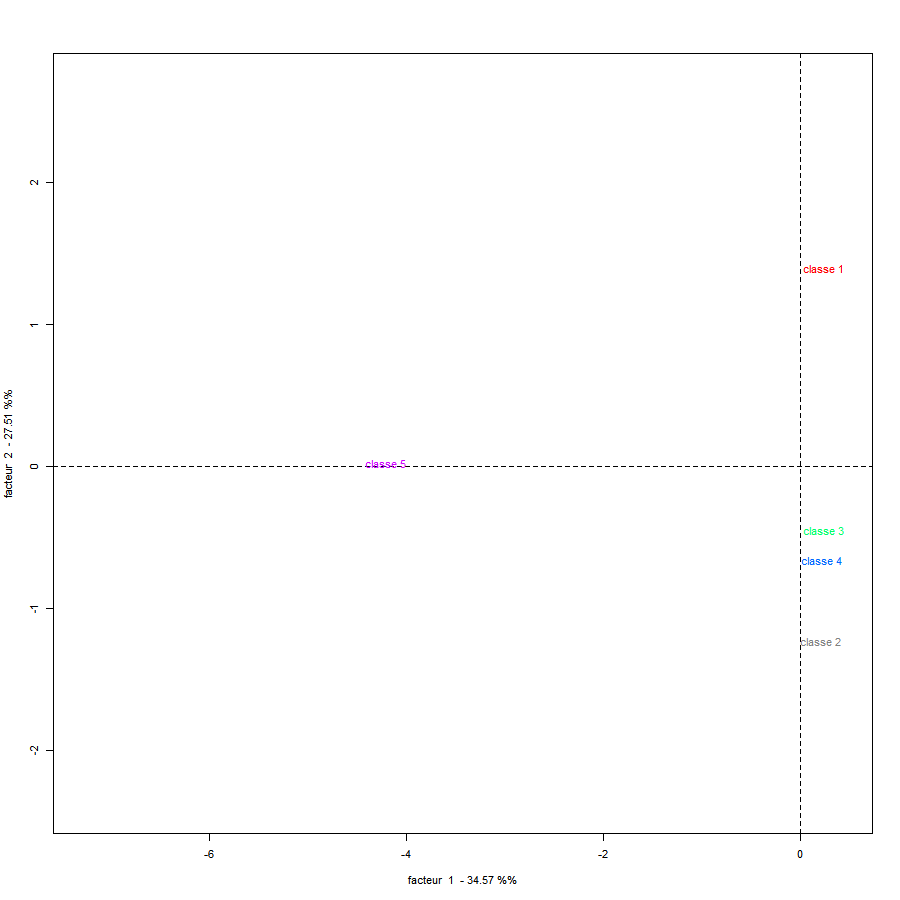 2
classe 1
1
facteur 2 - 27.51 %%
0
classe 5
classe 3
classe 4
-1
classe 2
-2
-6
-4
-2
0
facteur 1 - 34.57 %%